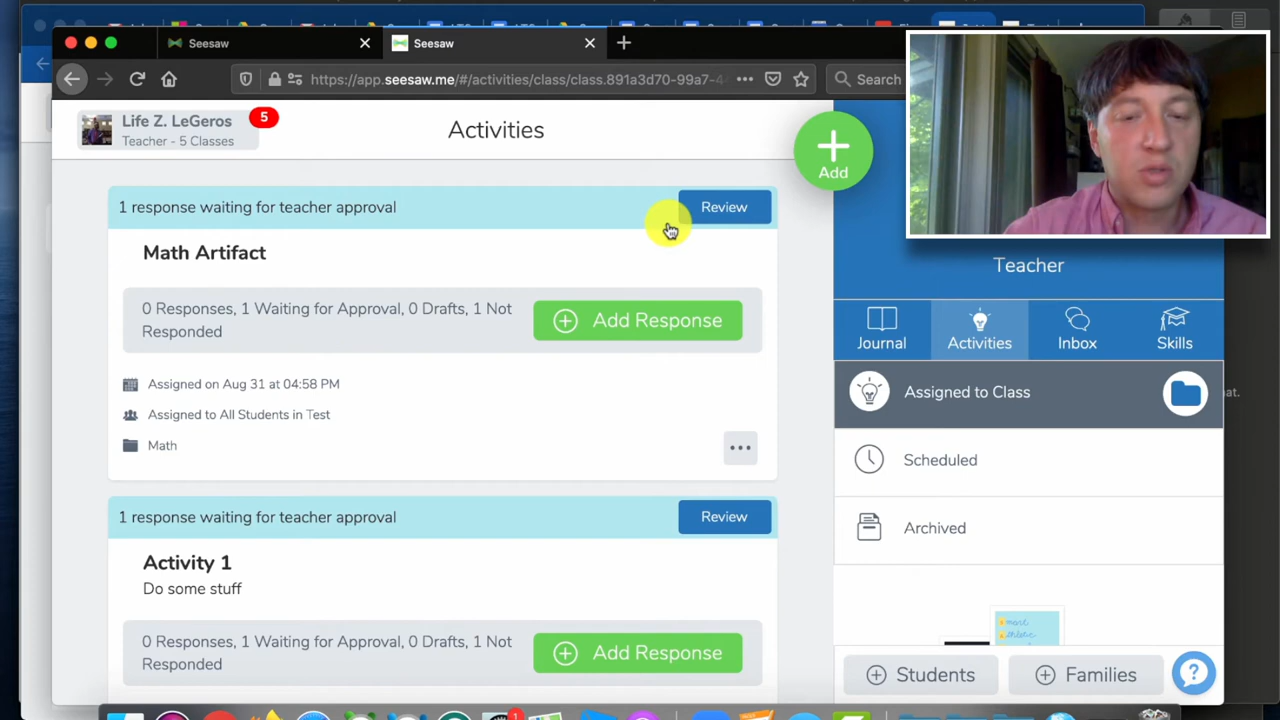 Seesaw
Seesaw
https://app.seesaw.me/#/activities/class/class.891a3d70-99a7-4
Search
Life Z. LeGeros
Teacher - 5 Classes
5
Activities
Add
1 response waiting for teacher approval
Review
Math Artifact
0 Responses, 1 Waiting for Approval, 0 Drafts, 1 Not
Responded
Add Response
Assigned on Aug 31 at 04:58 PM
Assigned to All Students in Test
Math
1 response waiting for teacher approval
Review
Activity 1
Do some stuff
0 Responses, 1 Waiting for Approval, 0 Drafts, 1 Not
Responded
Add Response
Teacher
Journal
Activities
Inbox
Skills
Assigned to Class
at.
Scheduled
Archived
Students
Families
?
1